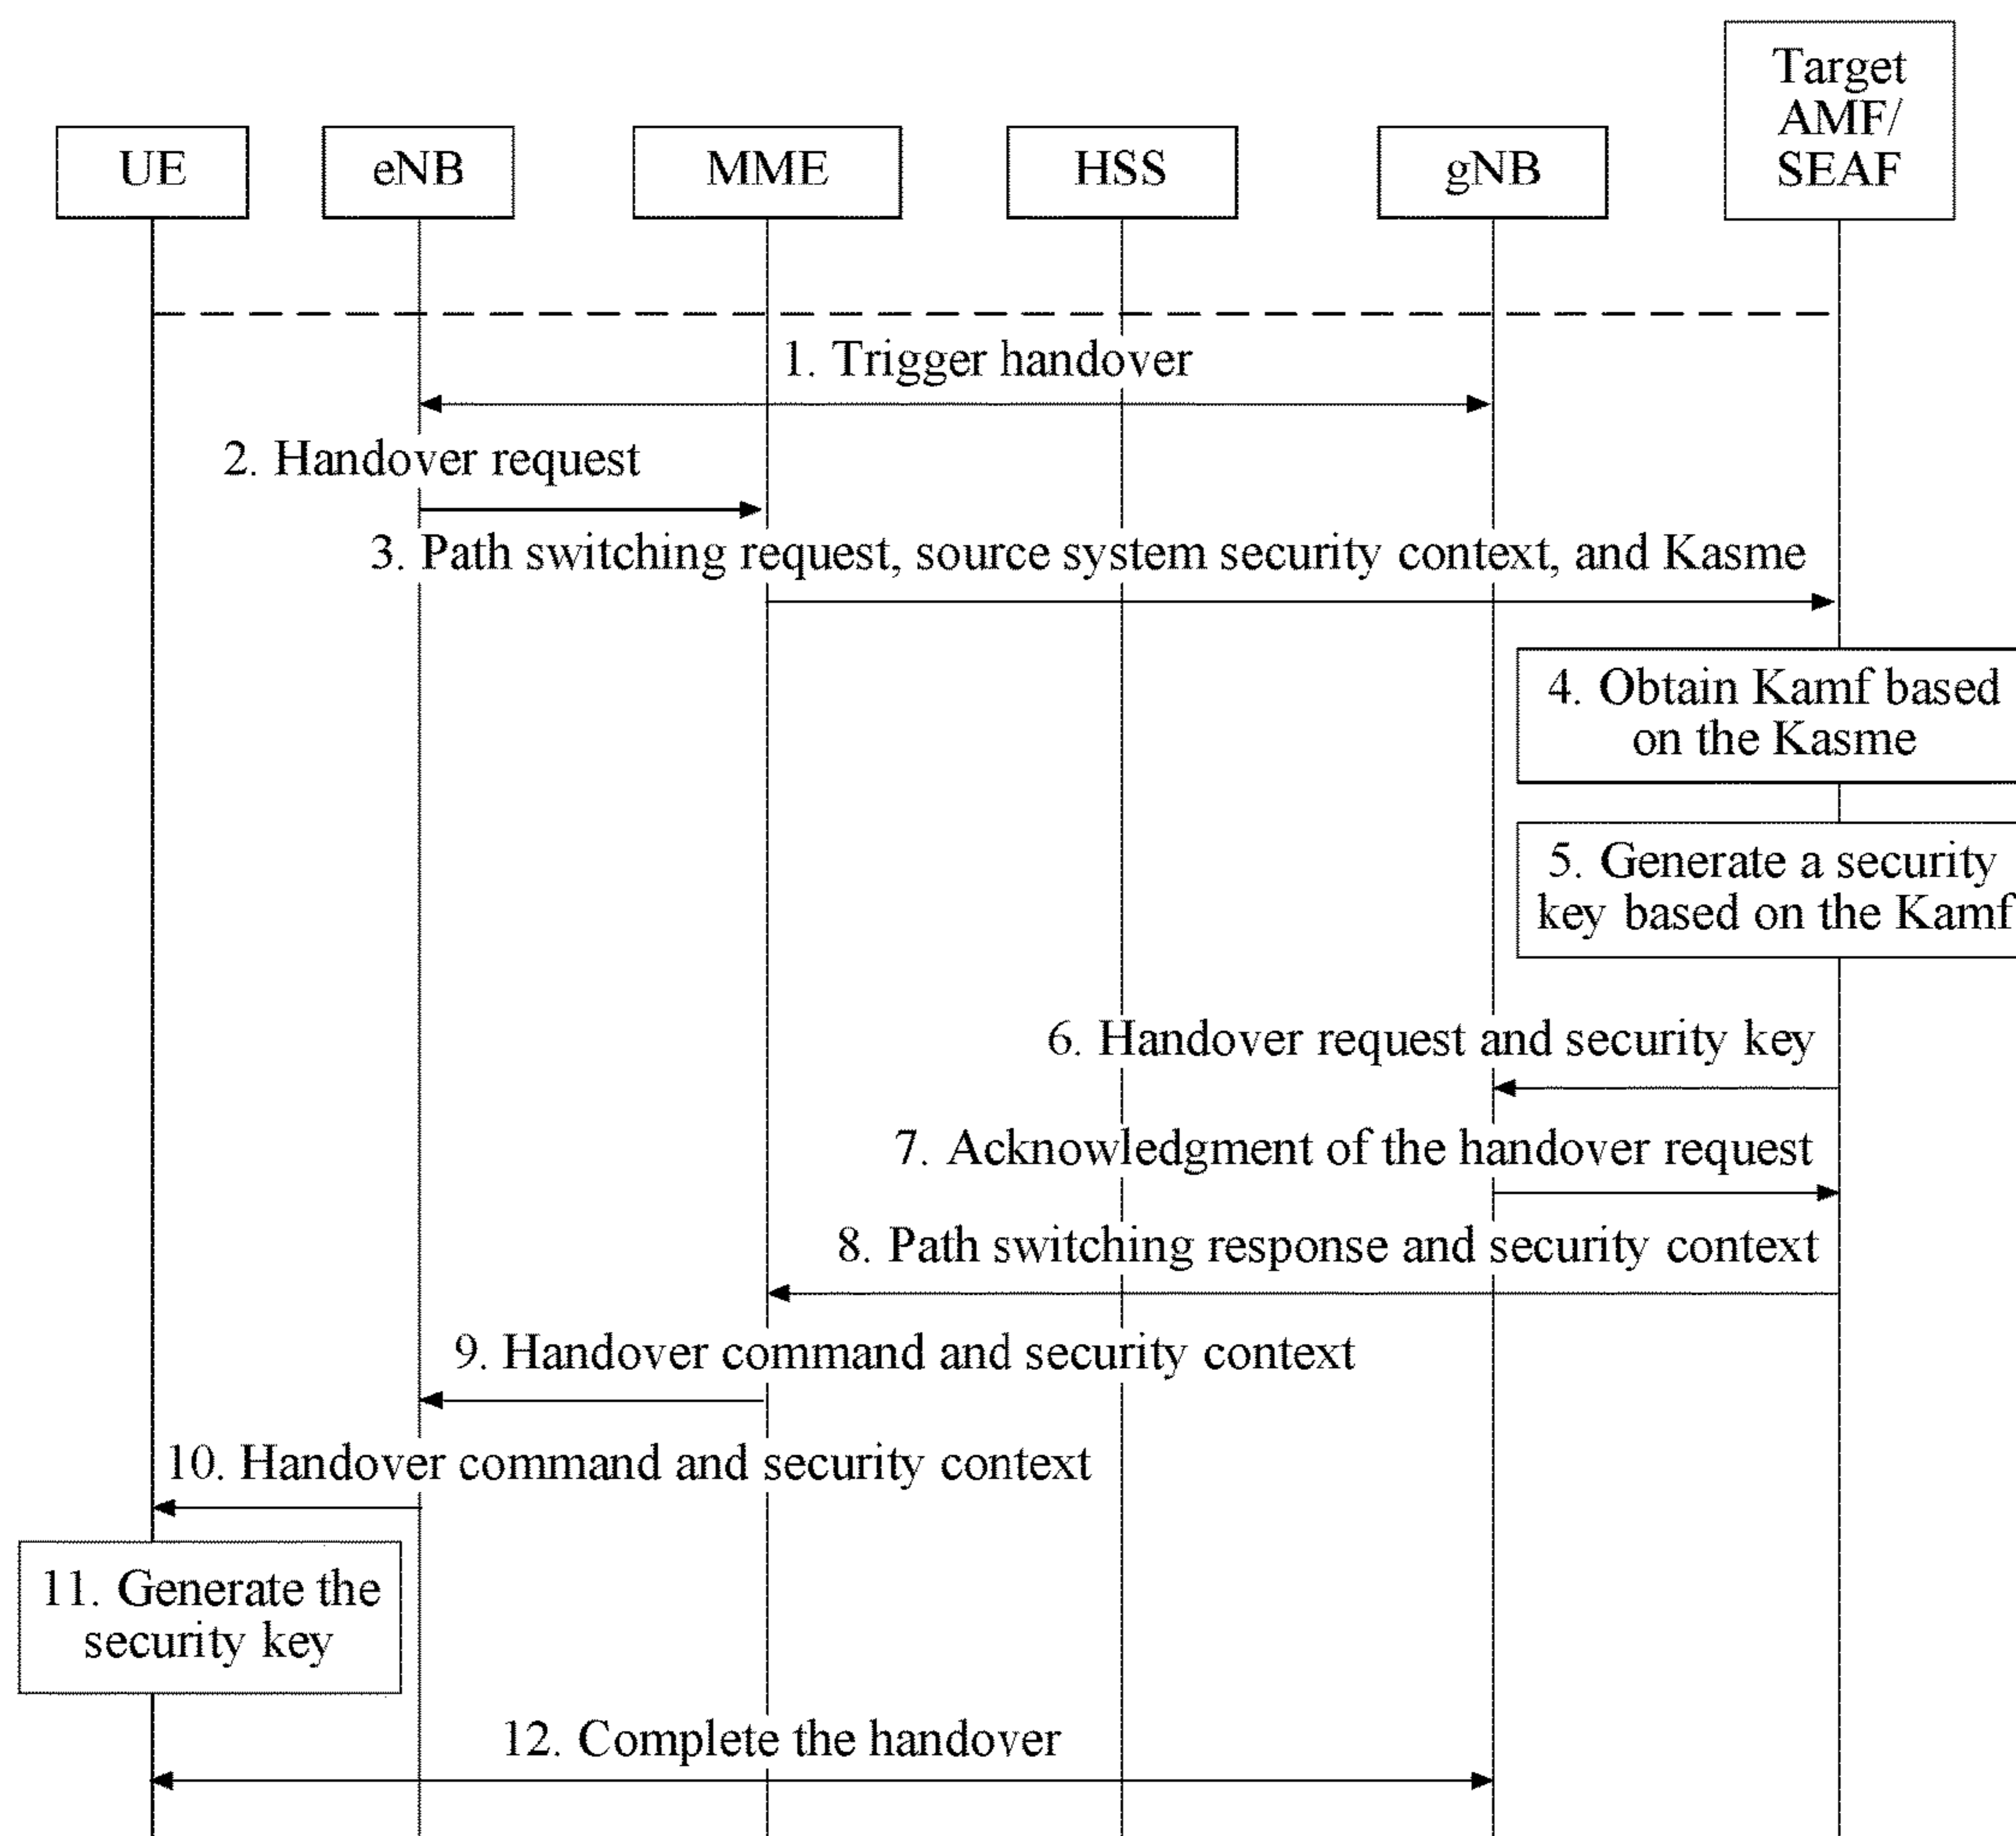 Target
AMF/
SEAF
UE
eNB
MME
HSS
gNB
1. Trigger handover
2. Handover request
3. Path switching request, source system security context, and Kasme
4. Obtain Kamf based
on the Kasme
5. Generate a security
key based on the Kamf
6. Handover request and security key
7. Acknowledgment of the handover request
8. Path switching response and security context
9. Handover command and security context
10. Handover command and security context
11. Generate the
security key
12. Complete the handover